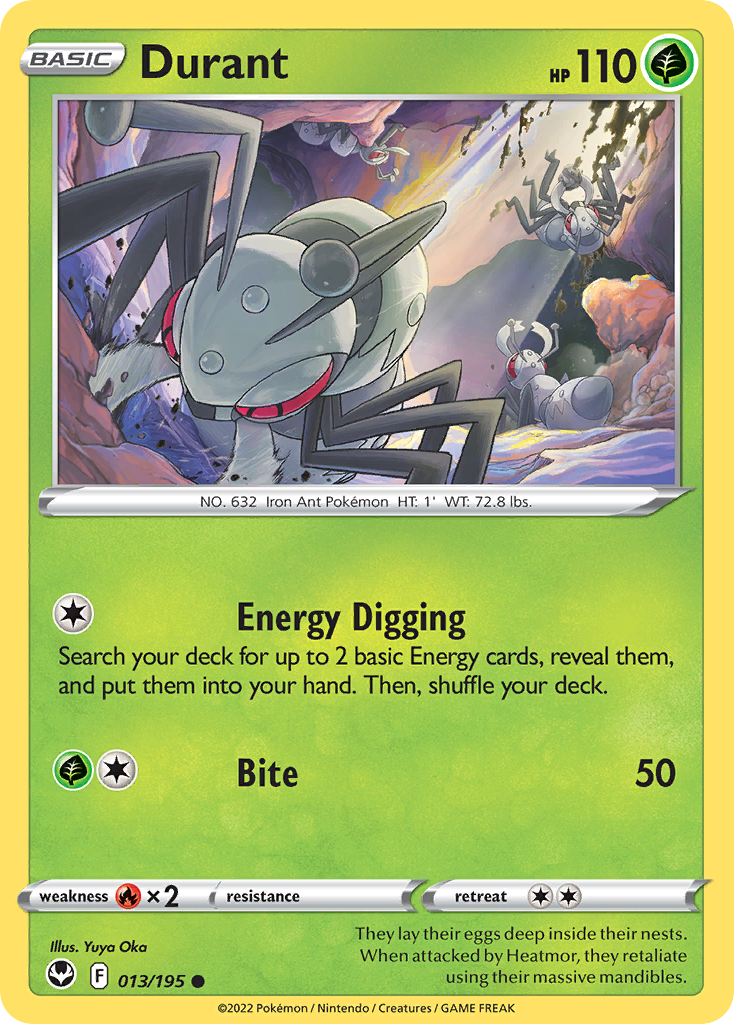 BASIC Durant HP 110
NO. 632 Iron Ant Pokémon HT: 1' WT: 72.8 lbs.
Energy Digging
Search your deck for up to 2 basic Energy cards, reveal them,
and put them into your hand. Then, shuffle your deck.
Bite 50
weakness ×2 resistance retreat
Illus. Yuya Oka
They lay their eggs deep inside their nests.
When attacked by Heatmor, they retaliate
using their massive mandibles.
F 013/195
©2022 Pokémon / Nintendo / Creatures / GAME FREAK